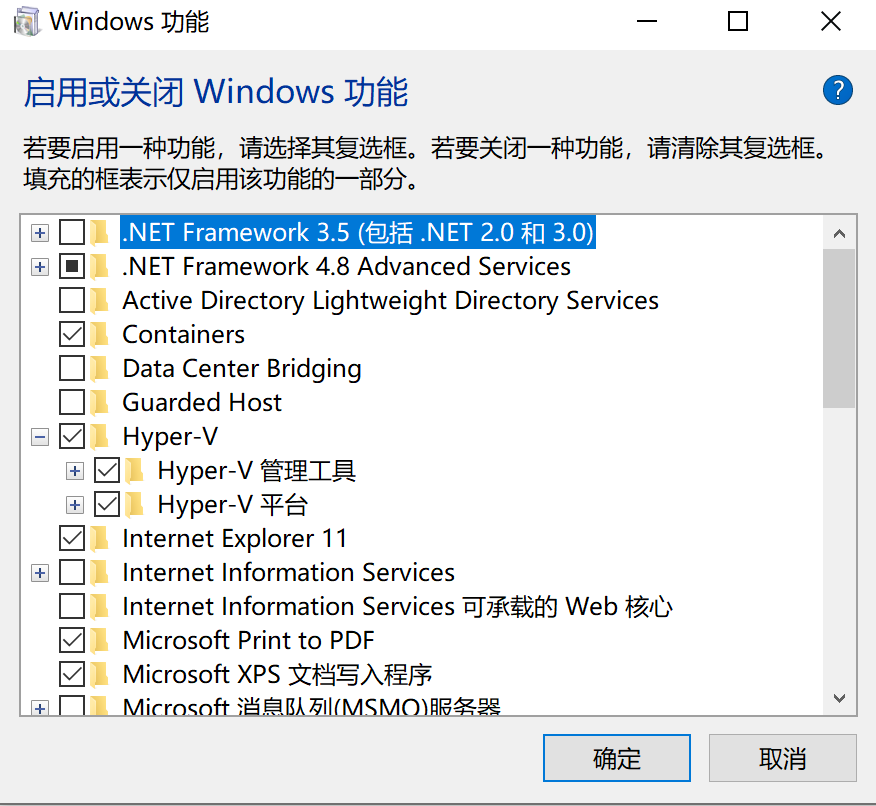 Windows 功能
启用或关闭 Windows 功能
?
若要启用一种功能，请选择其复选框。若要关闭一种功能，请清除其复选框。
填充的框表示仅启用该功能的一部分。
.NET Framework 3.5 (包括 .NET 2.0 和 3.0)
.NET Framework 4.8 Advanced Services
Active Directory Lightweight Directory Services
Containers
Data Center Bridging
Guarded Host
Hyper-V
Hyper-V 管理工具
Hyper-V 平台
Internet Explorer 11
Internet Information Services
Internet Information Services 可承载的 Web 核心
Microsoft Print to PDF
Microsoft XPS 文档写入程序
Microsoft 消息队列(MSMQ)服务器
确定
取消